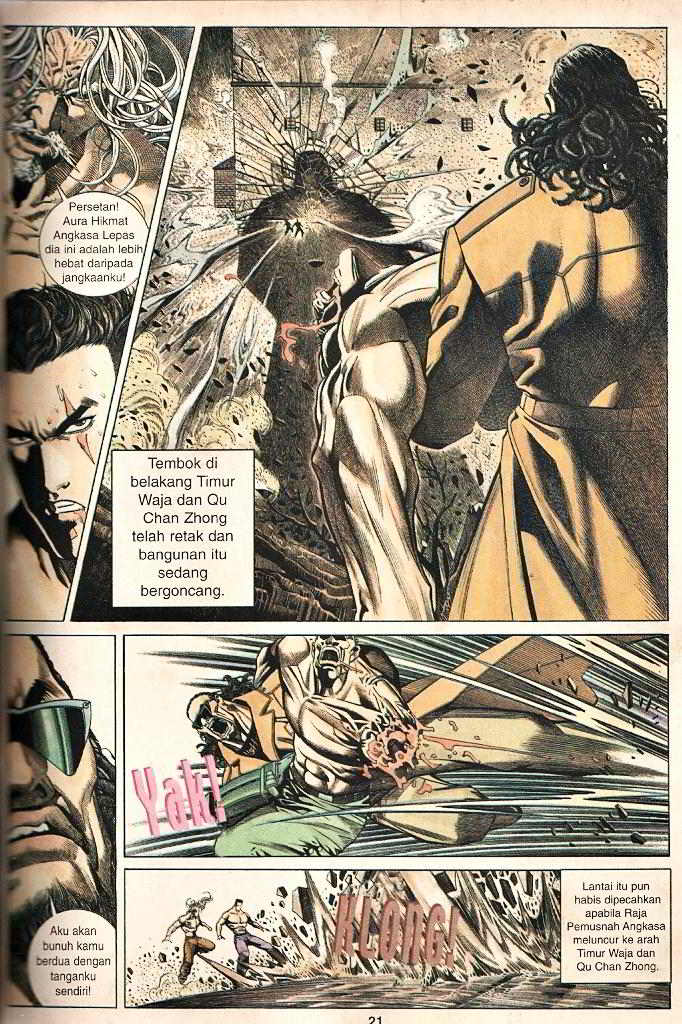 Persetan!
Aura Hikmat
Angkasa Lepas
dia ini adalah lebih
hebat daripada
jangkaanku!
Tembok di
belakang Timur
Waja dan Qu
Chan Zhong
telah retak dan
bangunan itu
sedang
bergoncang.
Yak!
Aku akan
bunuh kamu
berdua dengan
tanganku
sendiri!
KLONG!
Lantai itu pun
habis dipecahkan
apabila Raja
Pemusnah Angkasa
meluncur ke arah
Timur Waja dan
Qu Chan Zhong.
21